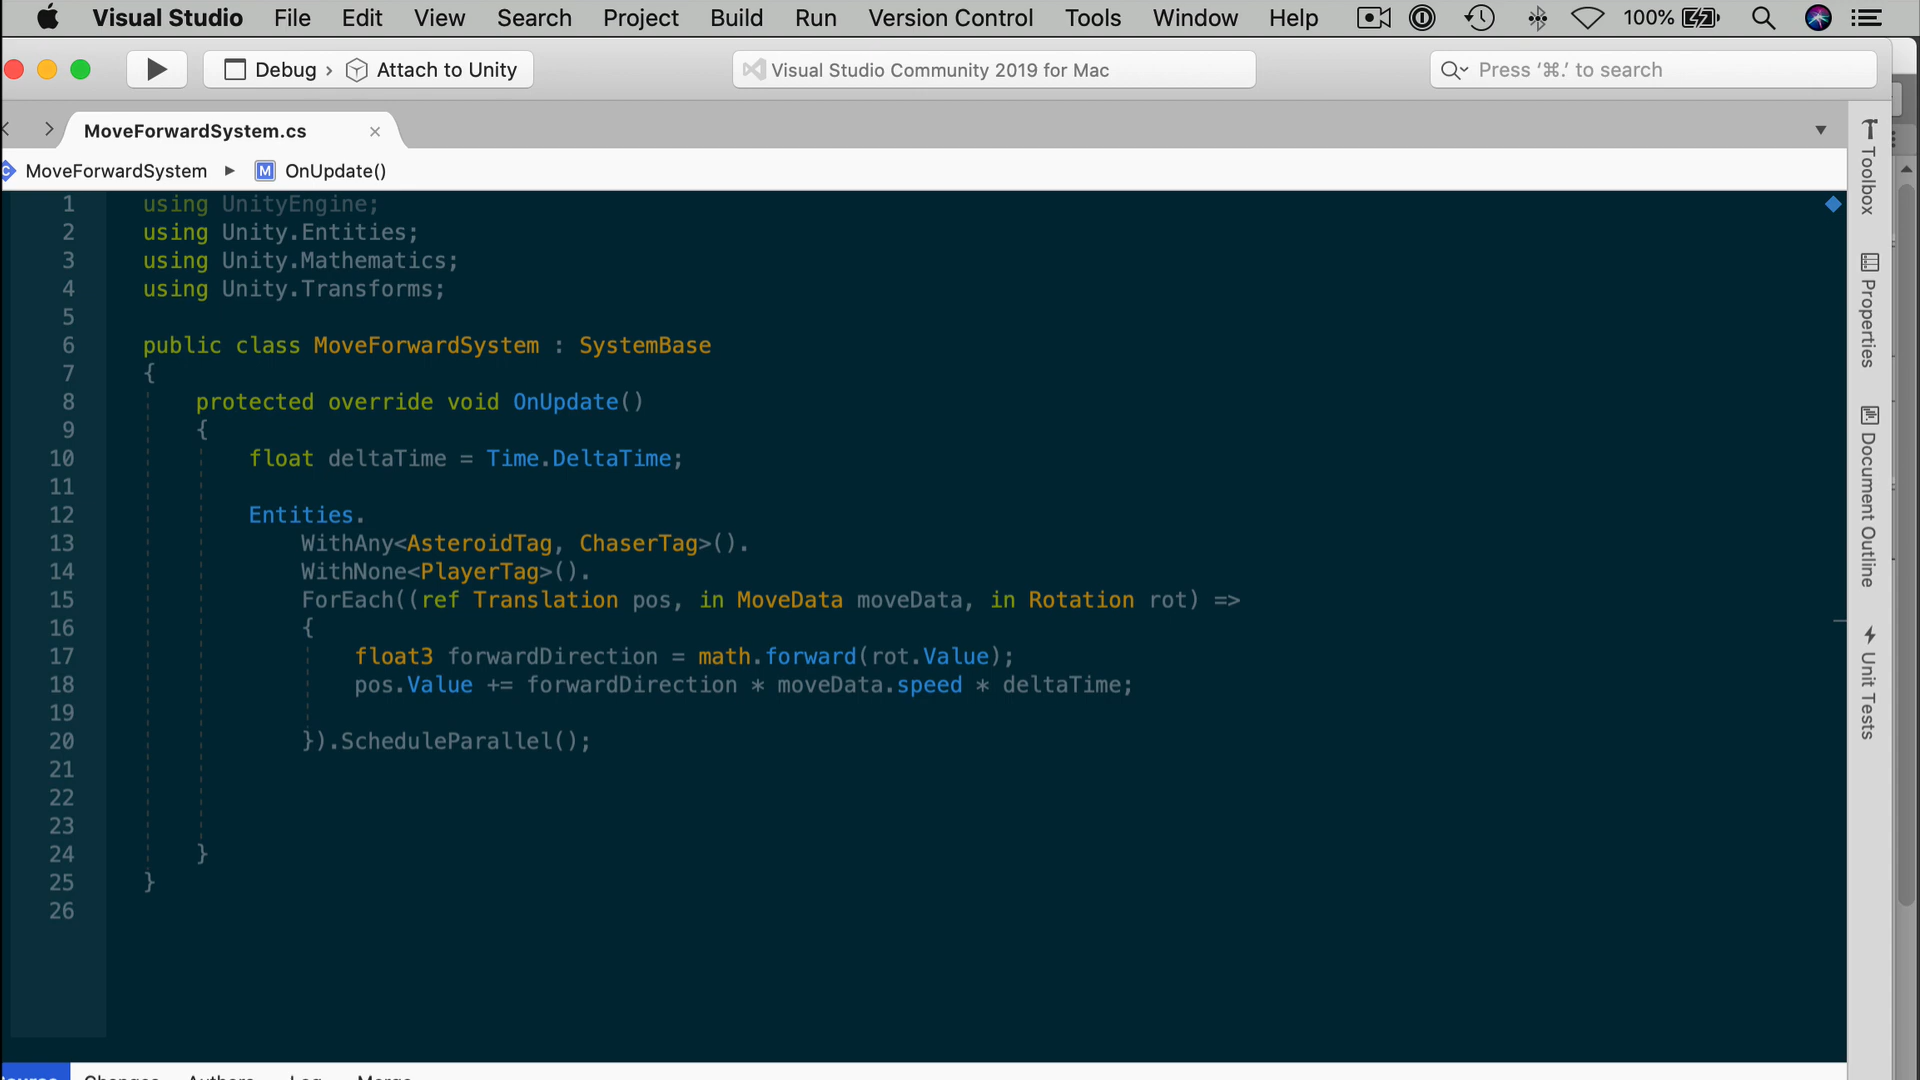 Visual Studio File Edit View Search Project Build Run Version Control Tools Window Help 100%
Debug › Attach to Unity Visual Studio Community 2019 for Mac Press ‘⌘.’ to search
MoveForwardSystem.cs
MoveForwardSystem ▸ M OnUpdate()
1 using UnityEngine;
2 using Unity.Entities;
3 using Unity.Mathematics;
4 using Unity.Transforms;
5
6 public class MoveForwardSystem : SystemBase
7 {
8 protected override void OnUpdate()
9 {
10 float deltaTime = Time.DeltaTime;
11
12 Entities.
13 WithAny<AsteroidTag, ChaserTag>().
14 WithNone<PlayerTag>().
15 ForEach((ref Translation pos, in MoveData moveData, in Rotation rot) =>
16 {
17 float3 forwardDirection = math.forward(rot.Value);
18 pos.Value += forwardDirection * moveData.speed * deltaTime;
19
20 }).ScheduleParallel();
21
22
23
24 }
25 }
26
Toolbox
Properties
Document Outline
Unit Tests
Changes Authors Log Merge